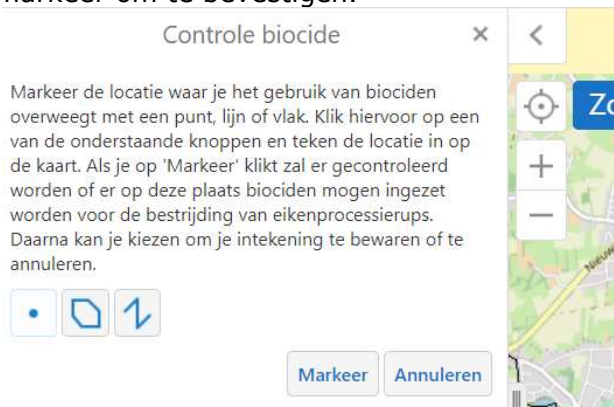 markeer om te bevestigen.
Controle biocide
Markeer de locatie waar je het gebruik van biociden
overweegt met een punt, lijn of vlak. Klik hiervoor op een
van de onderstaande knoppen en teken de locatie in op
de kaart. Als je op 'Markeer' klikt zal er gecontroleerd
worden of er op deze plaats biociden mogen ingezet
worden voor de bestrijding van eikenprocessierups.
Daarna kan je kiezen om je intekening te bewaren of te
annuleren.
Markeer Annuleren
Zo
Nieuw